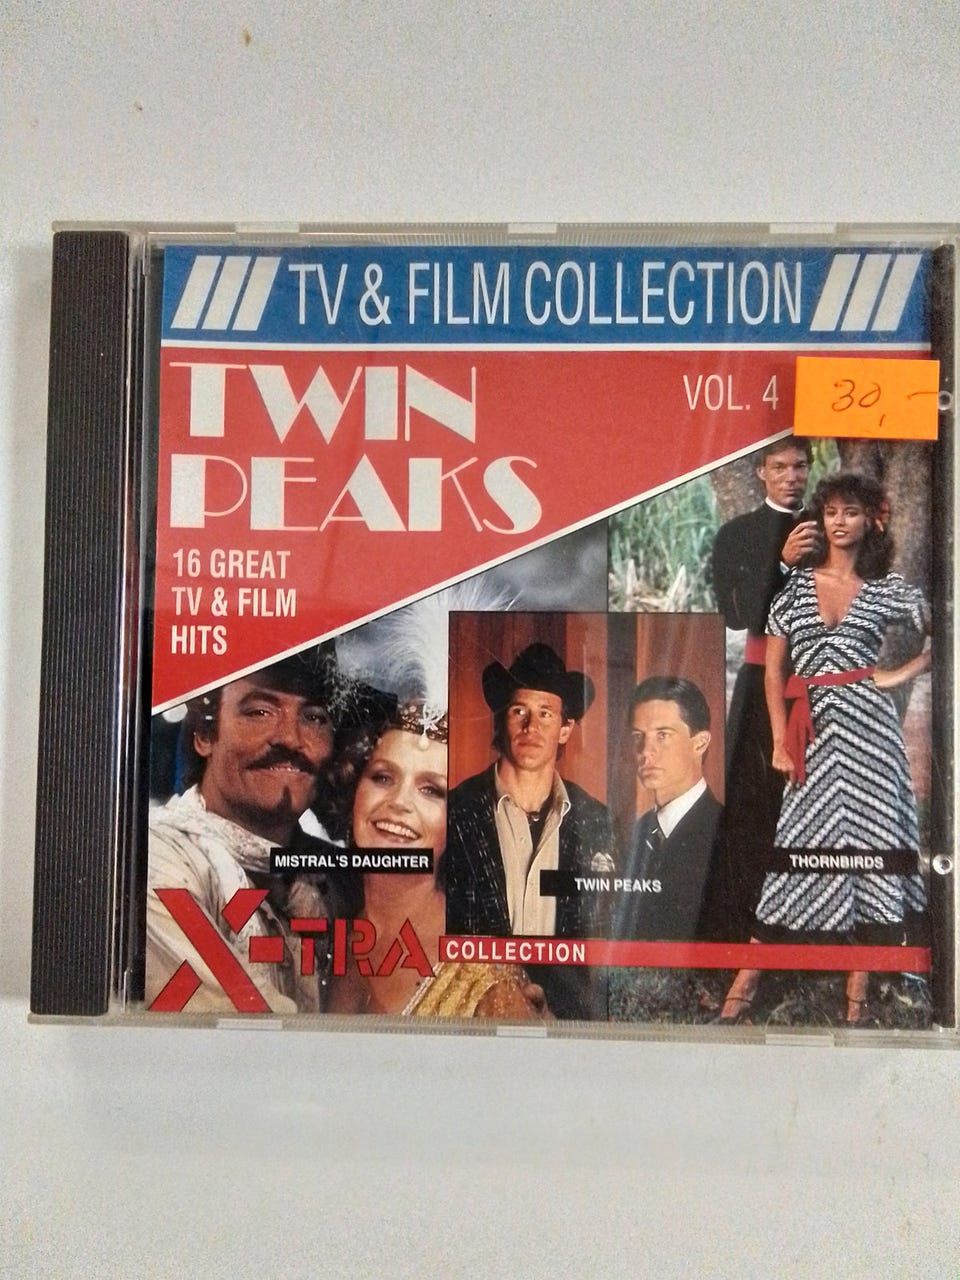 TV & FILM COLLECTION
TWIN
PEAKS
VOL. 4
30,-
16 GREAT
TV & FILM
HITS
MISTRAL'S DAUGHTER
TWIN PEAKS
THORNBIRDS
X-TRA
COLLECTION